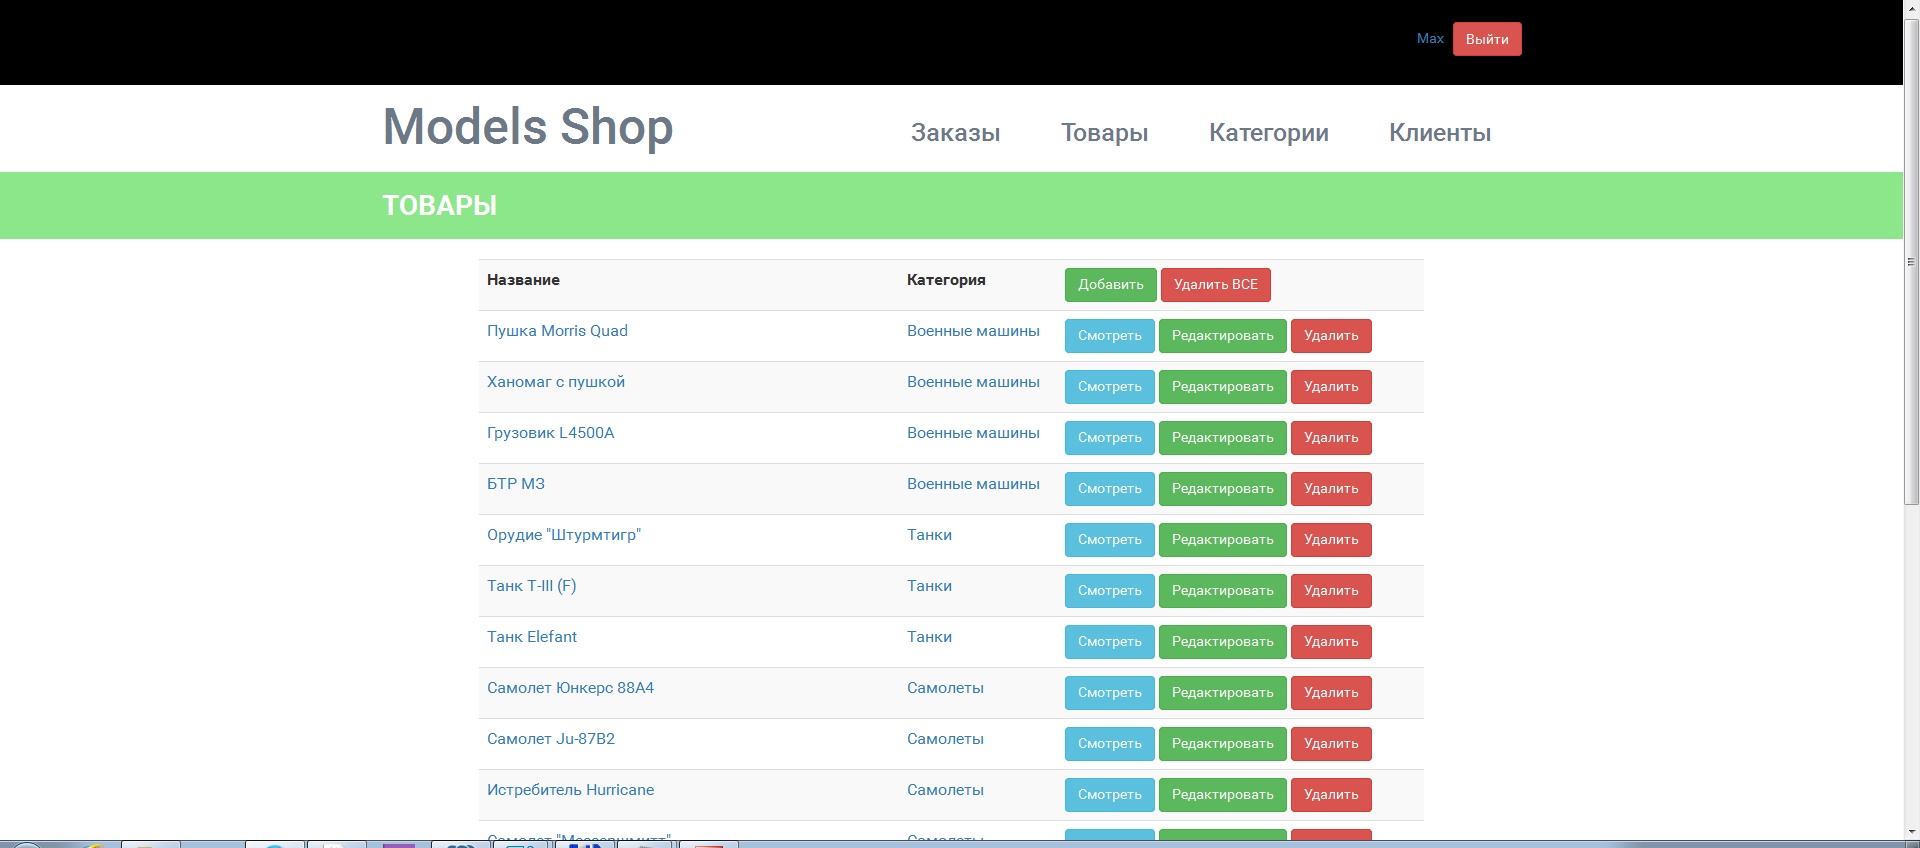 Max Выйти
Models Shop Заказы Товары Категории Клиенты
ТОВАРЫ
Название Категория Добавить Удалить ВСЕ
Пушка Morris Quad Военные машины Смотреть Редактировать Удалить
Ханомаг с пушкой Военные машины Смотреть Редактировать Удалить
Грузовик L4500A Военные машины Смотреть Редактировать Удалить
БТР М3 Военные машины Смотреть Редактировать Удалить
Орудие "Штурмтигр" Танки Смотреть Редактировать Удалить
Танк T-III (F) Танки Смотреть Редактировать Удалить
Танк Elefant Танки Смотреть Редактировать Удалить
Самолет Юнкерс 88A4 Самолеты Смотреть Редактировать Удалить
Самолет Ju-87B2 Самолеты Смотреть Редактировать Удалить
Истребитель Hurricane Самолеты Смотреть Редактировать Удалить
Самолет "Мессершмитт" Самолеты